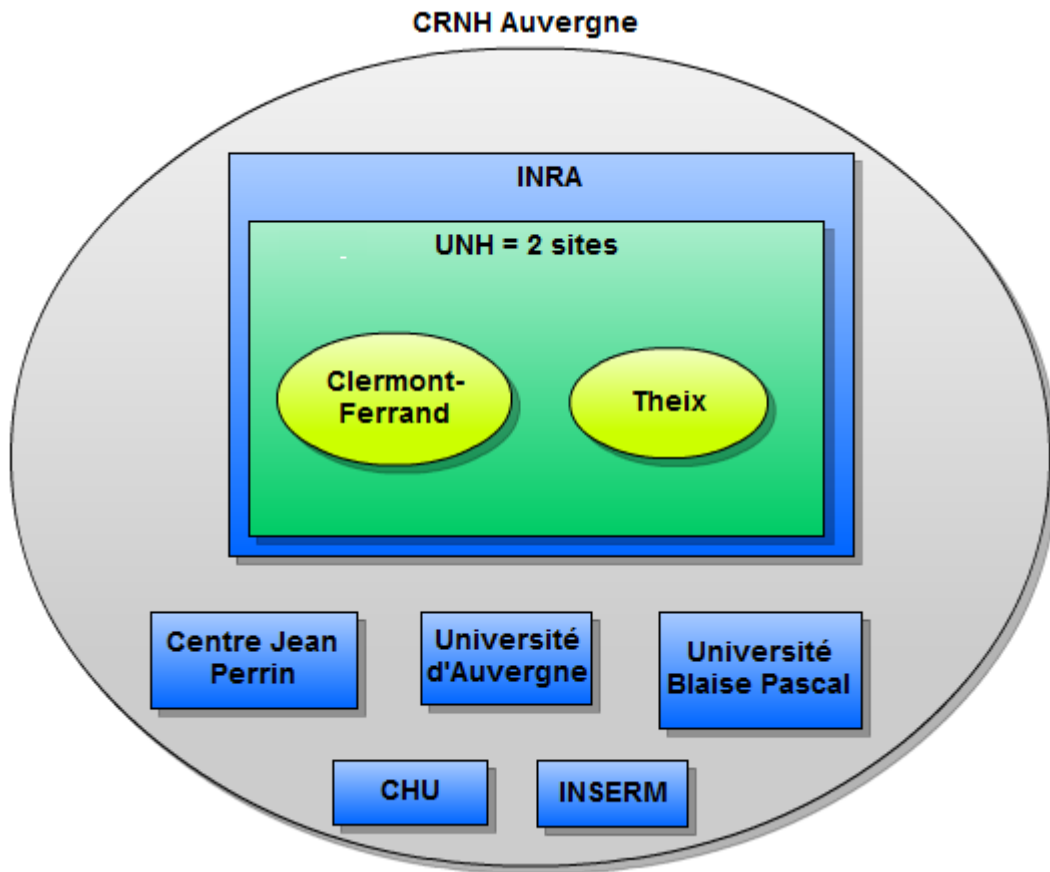 CRNH Auvergne
INRA
UNH = 2 sites
Clermont-
Ferrand
Theix
Centre Jean
Perrin
Université
d'Auvergne
Université
Blaise Pascal
CHU
INSERM